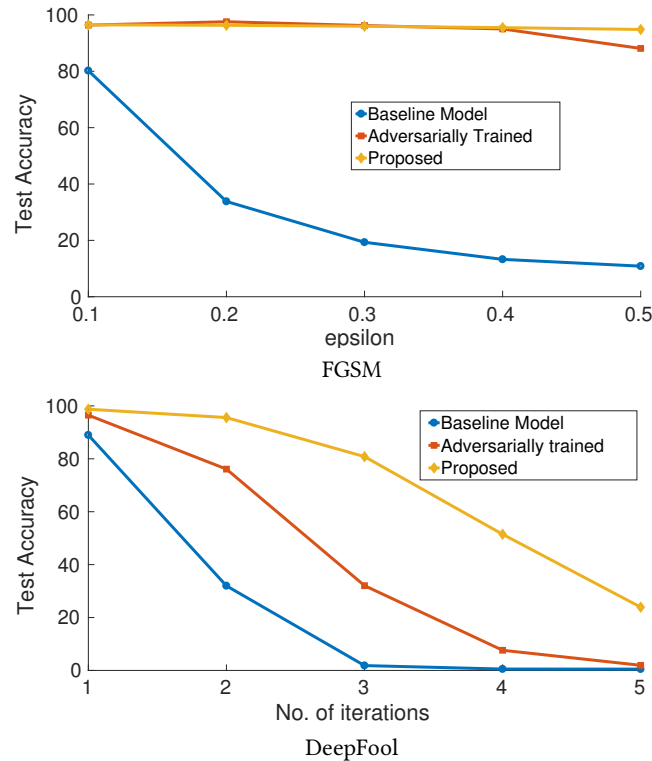 100
80
60
40
20
0
Test Accuracy
Baseline Model
Adversarially Trained
Proposed
0.1 0.2 0.3 0.4 0.5
epsilon
FGSM
100
80
60
40
20
0
Test Accuracy
Baseline Model
Adversarially trained
Proposed
1 2 3 4 5
No. of iterations
DeepFool